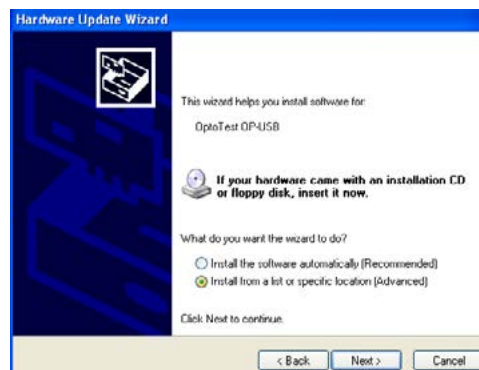 Hardware Update Wizard
This wizard helps you install software for:
OptoTest OP-USB
If your hardware came with an installation CD
or floppy disk, insert it now.
What do you want the wizard to do?
Install the software automatically (Recommended)
Install from a list or specific location (Advanced)
Click Next to continue.
< Back
Next >
Cancel